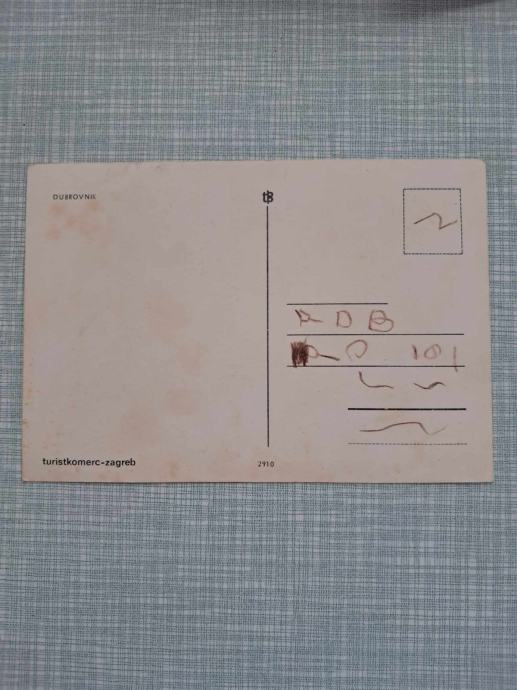 DUBROVNIK
A D B
turistkomerc-zagreb
2910